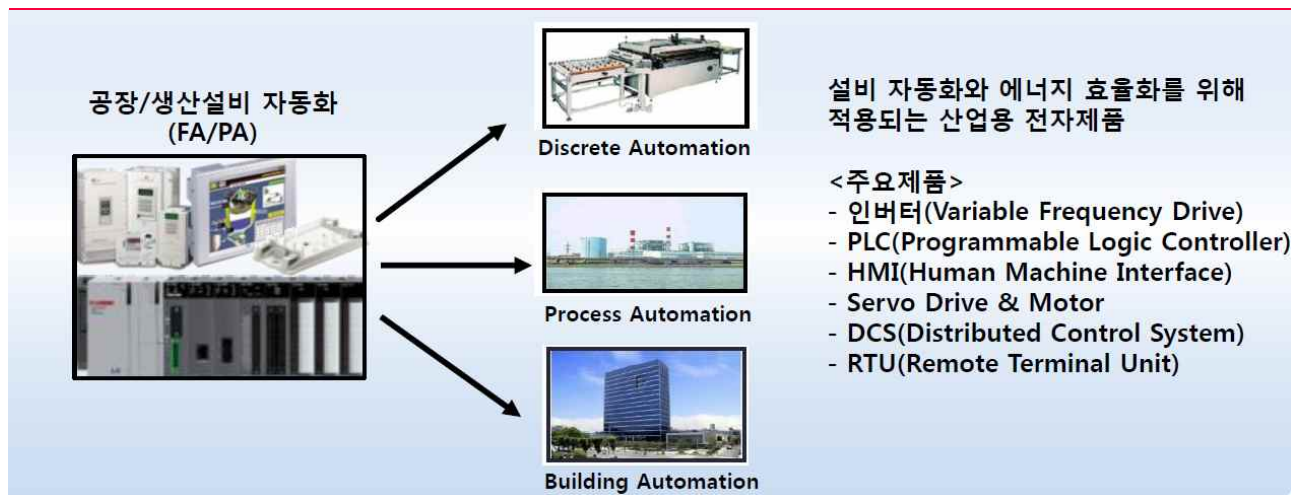 공장/생산설비 자동화
(FA/PA)
Discrete Automation
Process Automation
Building Automation
설비 자동화와 에너지 효율화를 위해
적용되는 산업용 전자제품
<주요제품>
- 인버터(Variable Frequency Drive)
- PLC(Programmable Logic Controller)
- HMI(Human Machine Interface)
- Servo Drive & Motor
- DCS(Distributed Control System)
- RTU(Remote Terminal Unit)